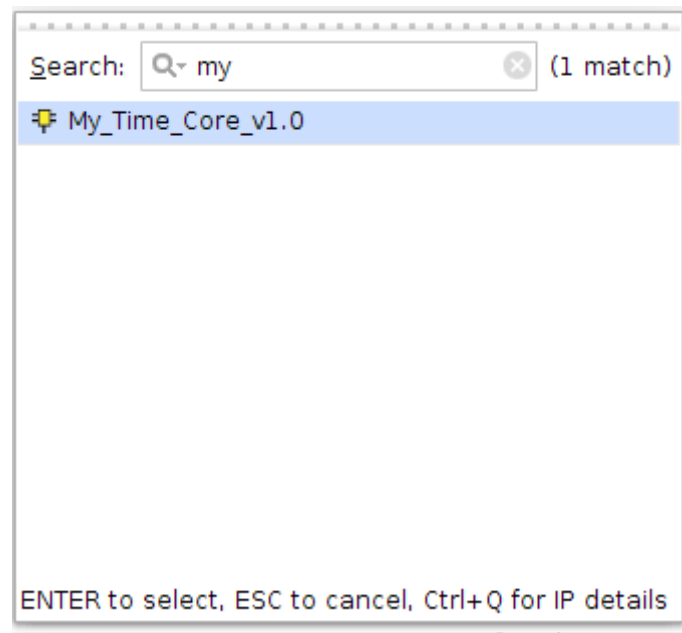 Search: my (1 match)
My_Time_Core_v1.0
ENTER to select, ESC to cancel, Ctrl+Q for IP details